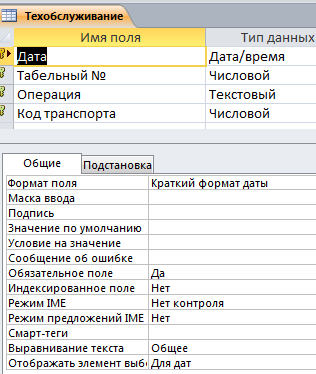 Техобслуживание
Имя поля Тип данных
Дата Дата/время
Табельный № Числовой
Операция Текстовый
Код транспорта Числовой
Общие Подстановка
Формат поля Краткий формат даты
Маска ввода
Подпись
Значение по умолчанию
Условие на значение
Сообщение об ошибке
Обязательное поле Да
Индексированное поле Нет
Режим IME Нет контроля
Режим предложений IME Нет
Смарт-теги
Выравнивание текста Общее
Отображать элемент выбо Для дат